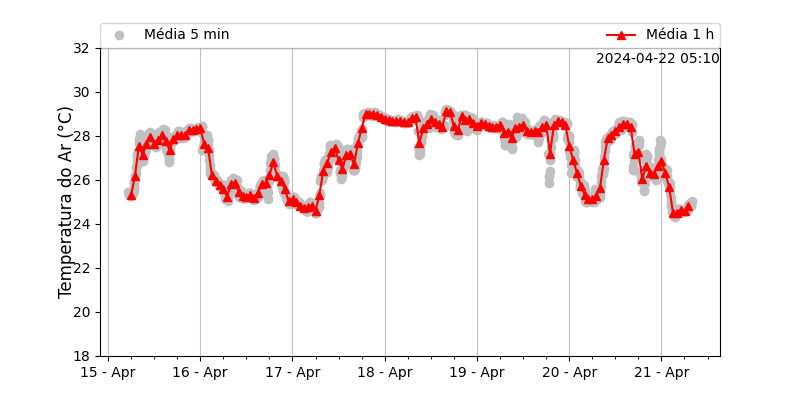 Média 5 min
Média 1 h
2024-04-22 05:10
Temperatura do Ar (°C)
32
30
28
26
24
22
20
18
15 - Apr
16 - Apr
17 - Apr
18 - Apr
19 - Apr
20 - Apr
21 - Apr